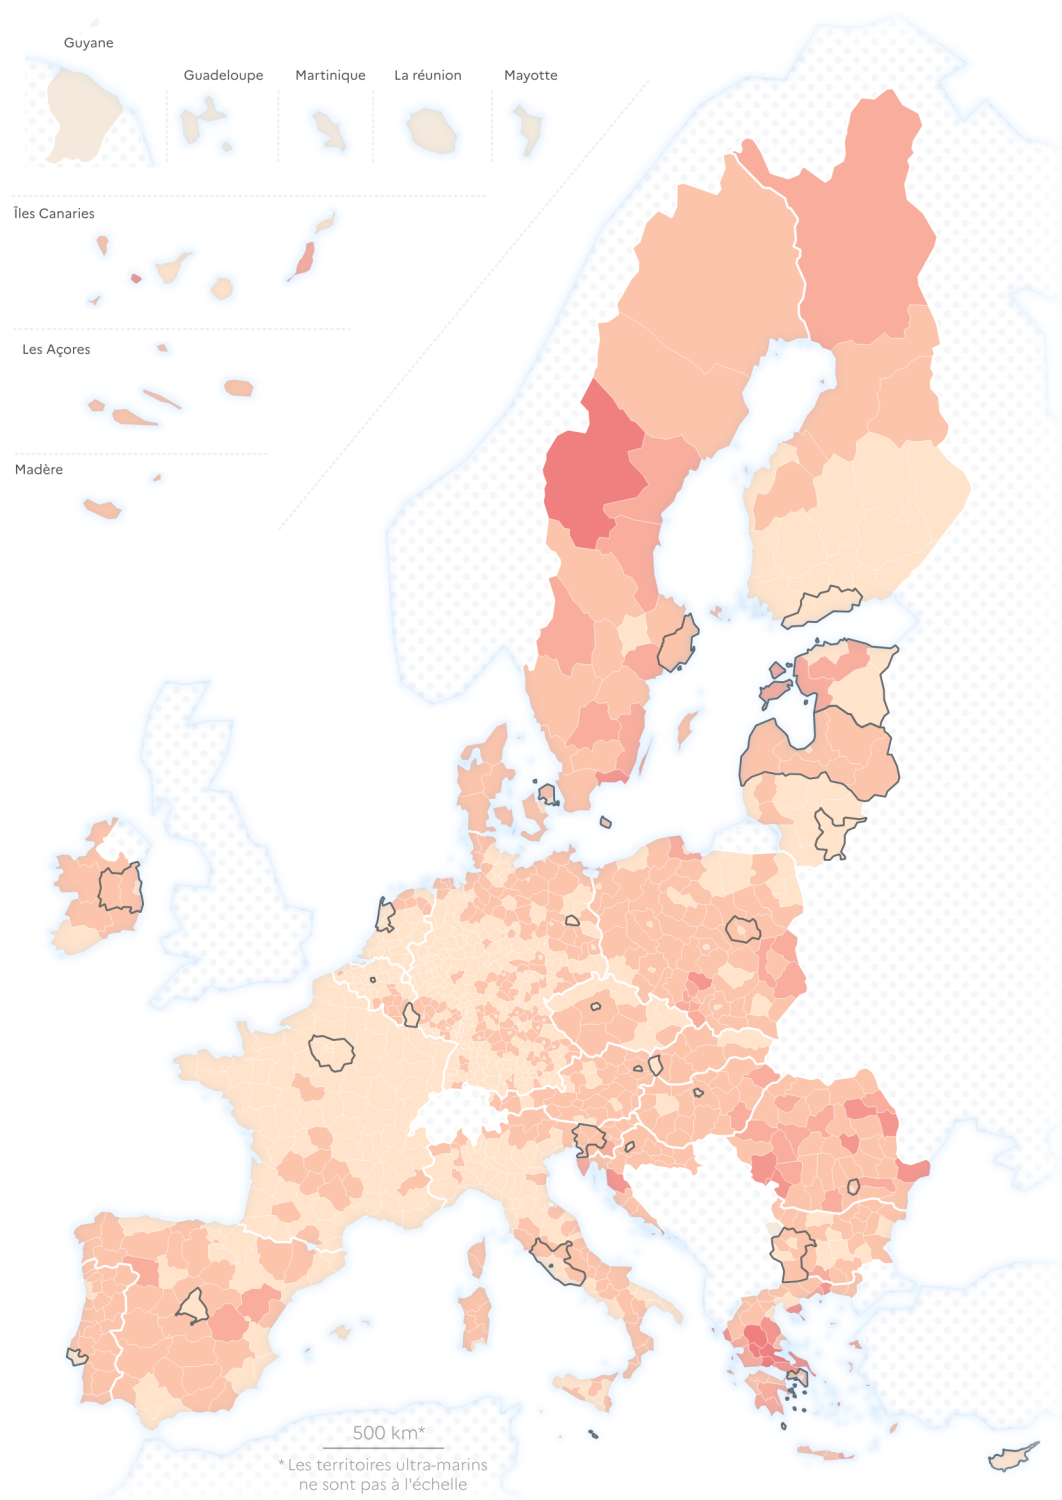 Guyane
Guadeloupe
Martinique
La réunion
Mayotte
Îles Canaries
Les Açores
Madère
500 km*
* Les territoires ultra-marins
ne sont pas à l'échelle